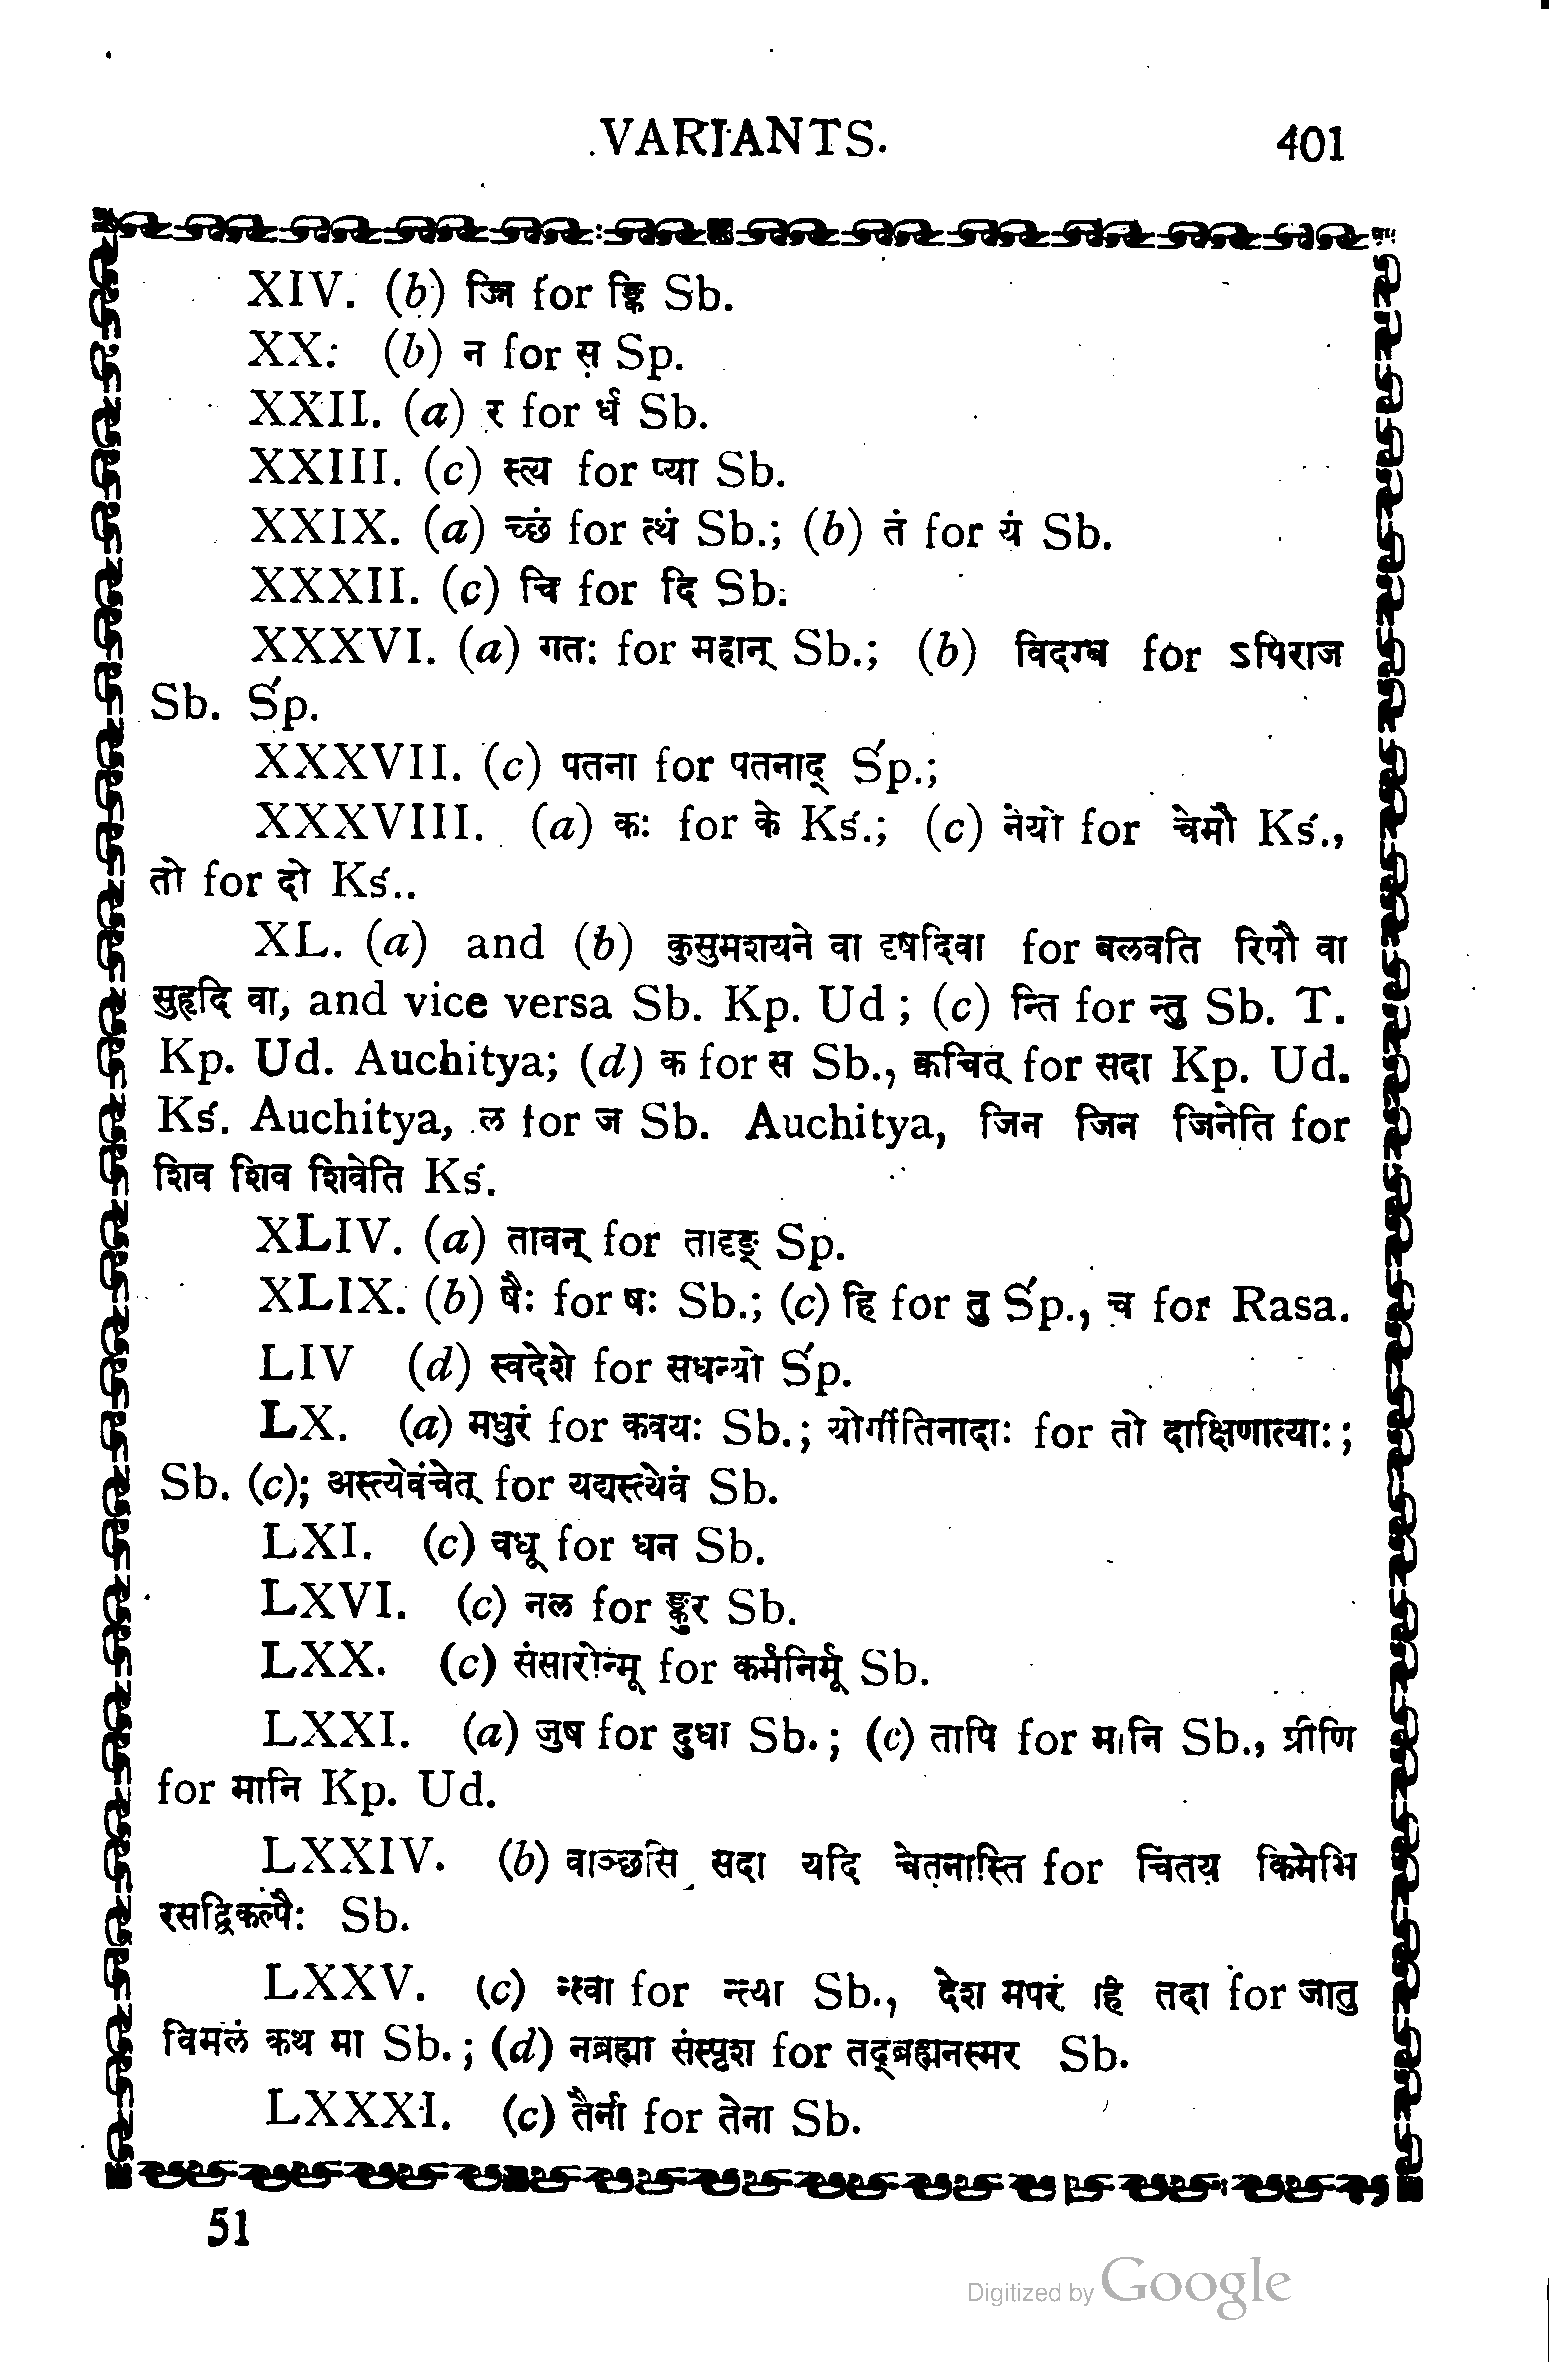 VARIANTS. 401
XIV. (b) ञ्जि for ङ्कि Sb.
XX. (b) न for स Sp.
XXII. (a) र for र्ध Sb.
XXIII. (c) स्त्य for प्या Sb.
XXIX. (a) च्छं for त्थं Sb.; (b) तं for यं Sb.
XXXII. (c) चि for दि Sb.
XXXVI. (a) गतः for महान् Sb.; (b) विदग्ध for ऽपिराज
Sb. Śp.
XXXVII. (c) पतना for पतनाद् Śp.;
XXXVIII. (a) कः for के Kś.; (c) नेयो for चेमौ Kś.,
तो for दो Kś..
XL. (a) and (b) कुसुमशयने वा दृषदिवा for बलवति रिपौ वा
सुहृदि वा, and vice versa Sb. Kp. Ud; (c) न्ति for न्तु Sb. T.
Kp. Ud. Auchitya; (d) क for स Sb., क्वचित् for सदा Kp. Ud.
Kś. Auchitya, ल for ज Sb. Auchitya, जिन जिन जिनेति for
शिव शिव शिवेति Kś.
XLIV. (a) तावन् for तादृङ् Sp.
XLIX. (b) षैः for षः Sb.; (c) हि for तु Śp., च for Rasa.
LIV (d) स्वदेशे for सधन्यो Śp.
LX. (a) मधुरं for कवयः Sb.; योर्गीतिनादाः for तो दाक्षिणात्याः;
Sb. (c); अस्त्येवंचेत् for यद्यस्त्थेवं Sb.
LXI. (c) वधू for धन Sb.
LXVI. (c) नल for ङ्कुर Sb.
LXX. (c) संसारोन्मू for कर्मनिर्मू Sb.
LXXI. (a) जुष for दुधा Sb.; (c) तापि for मानि Sb., प्रीणि
for मानि Kp. Ud.
LXXIV. (b) वाञ्छसि सदा यदि चेतनास्ति for चिंतय किमेभि
रसद्विकल्पैः Sb.
LXXV. (c) for न्त्या Sb., देश मपरं हि तदा for जातु
विमलं कथ मा Sb.; (d) नब्रह्मा संस्पृश for तद्ब्रह्मनस्मर Sb.
LXXXI. (c) तैर्ना for तेना Sb.
51
Digitized by Google